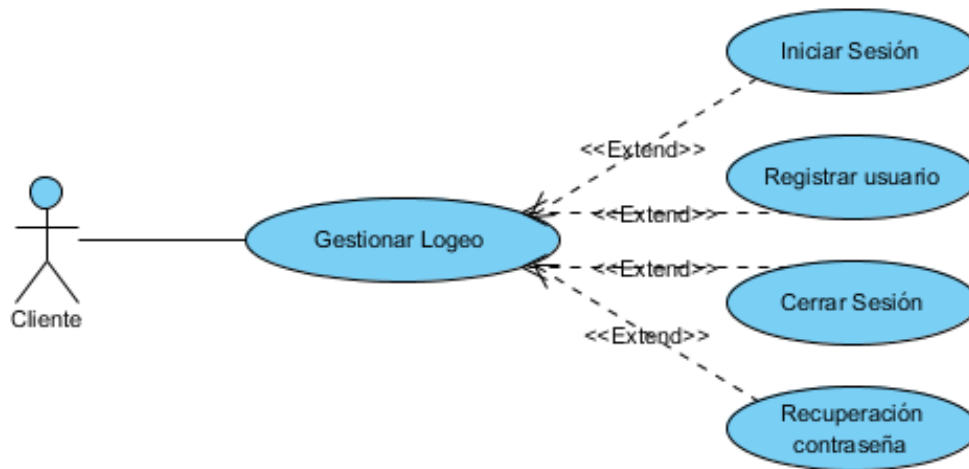 Iniciar Sesión
<<Extend>>
Registrar usuario
<<Extend>>
Gestionar Logeo
<<Extend>>
Cerrar Sesión
Cliente
<<Extend>>
Recuperación
contraseña